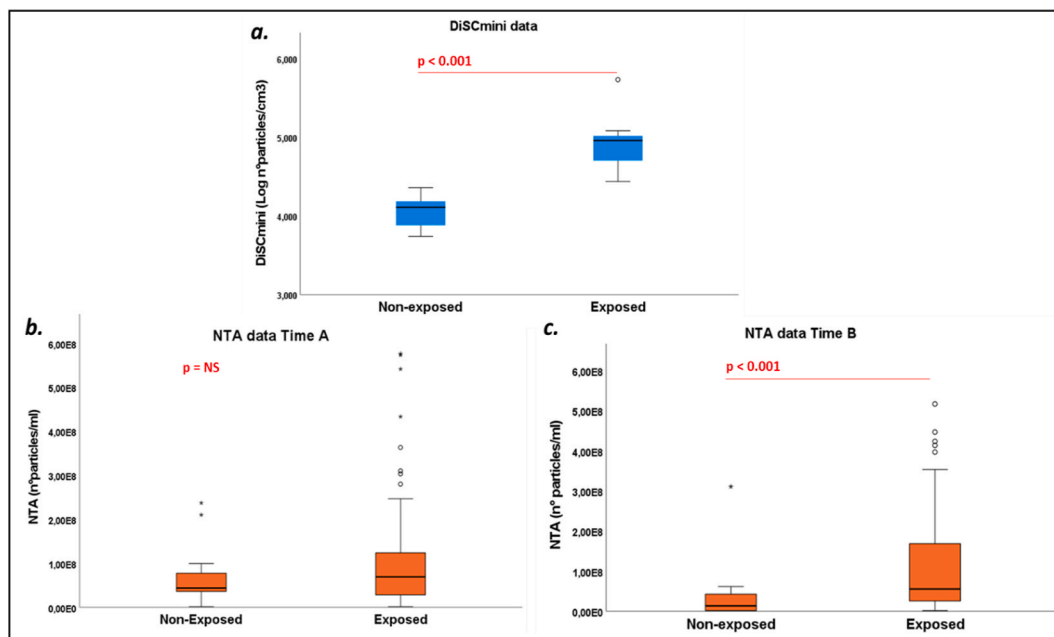 a.
DiSCmini data
DiSCmini (Log nºparticles/cm3)
6,000
5,000
4,000
3,000
p < 0.001
Non-exposed
Exposed
b.
NTA data Time A
NTA (nºparticles/ml)
6,00E8
5,00E8
4,00E8
3,00E8
2,00E8
1,00E8
0,00E0
p = NS
Non-Exposed
Exposed
c.
NTA data Time B
NTA (nº particles/ml)
6,00E8
5,00E8
4,00E8
3,00E8
2,00E8
1,00E8
0,00E0
p < 0.001
Non-exposed
Exposed